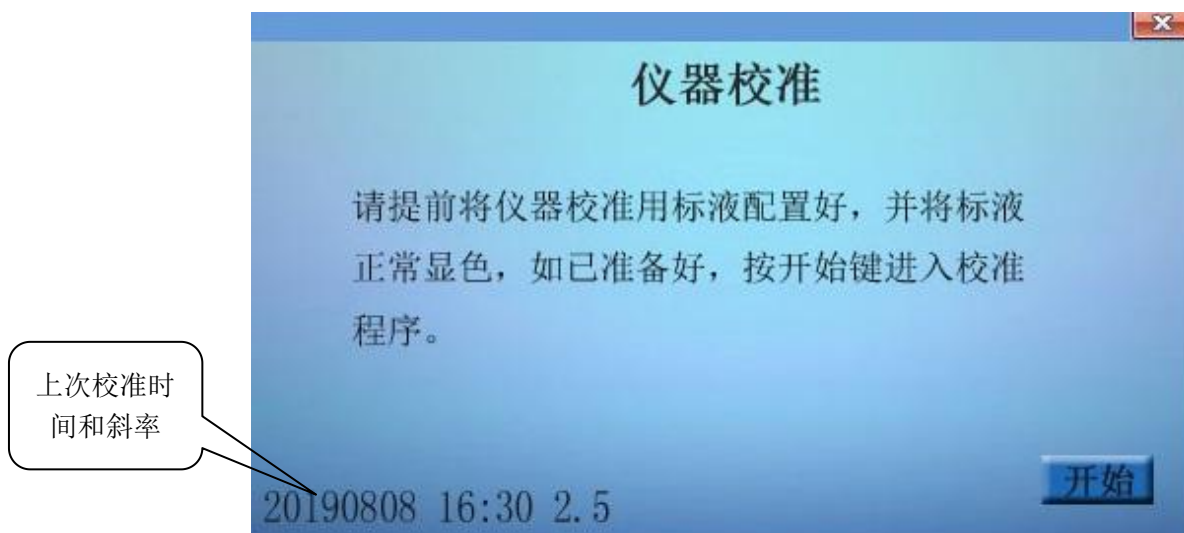 仪器校准
请提前将仪器校准用标液配置好，并将标液
正常显色，如已准备好，按开始键进入校准
程序。
上次校准时
间和斜率
开始
20190808 16:30 2.5